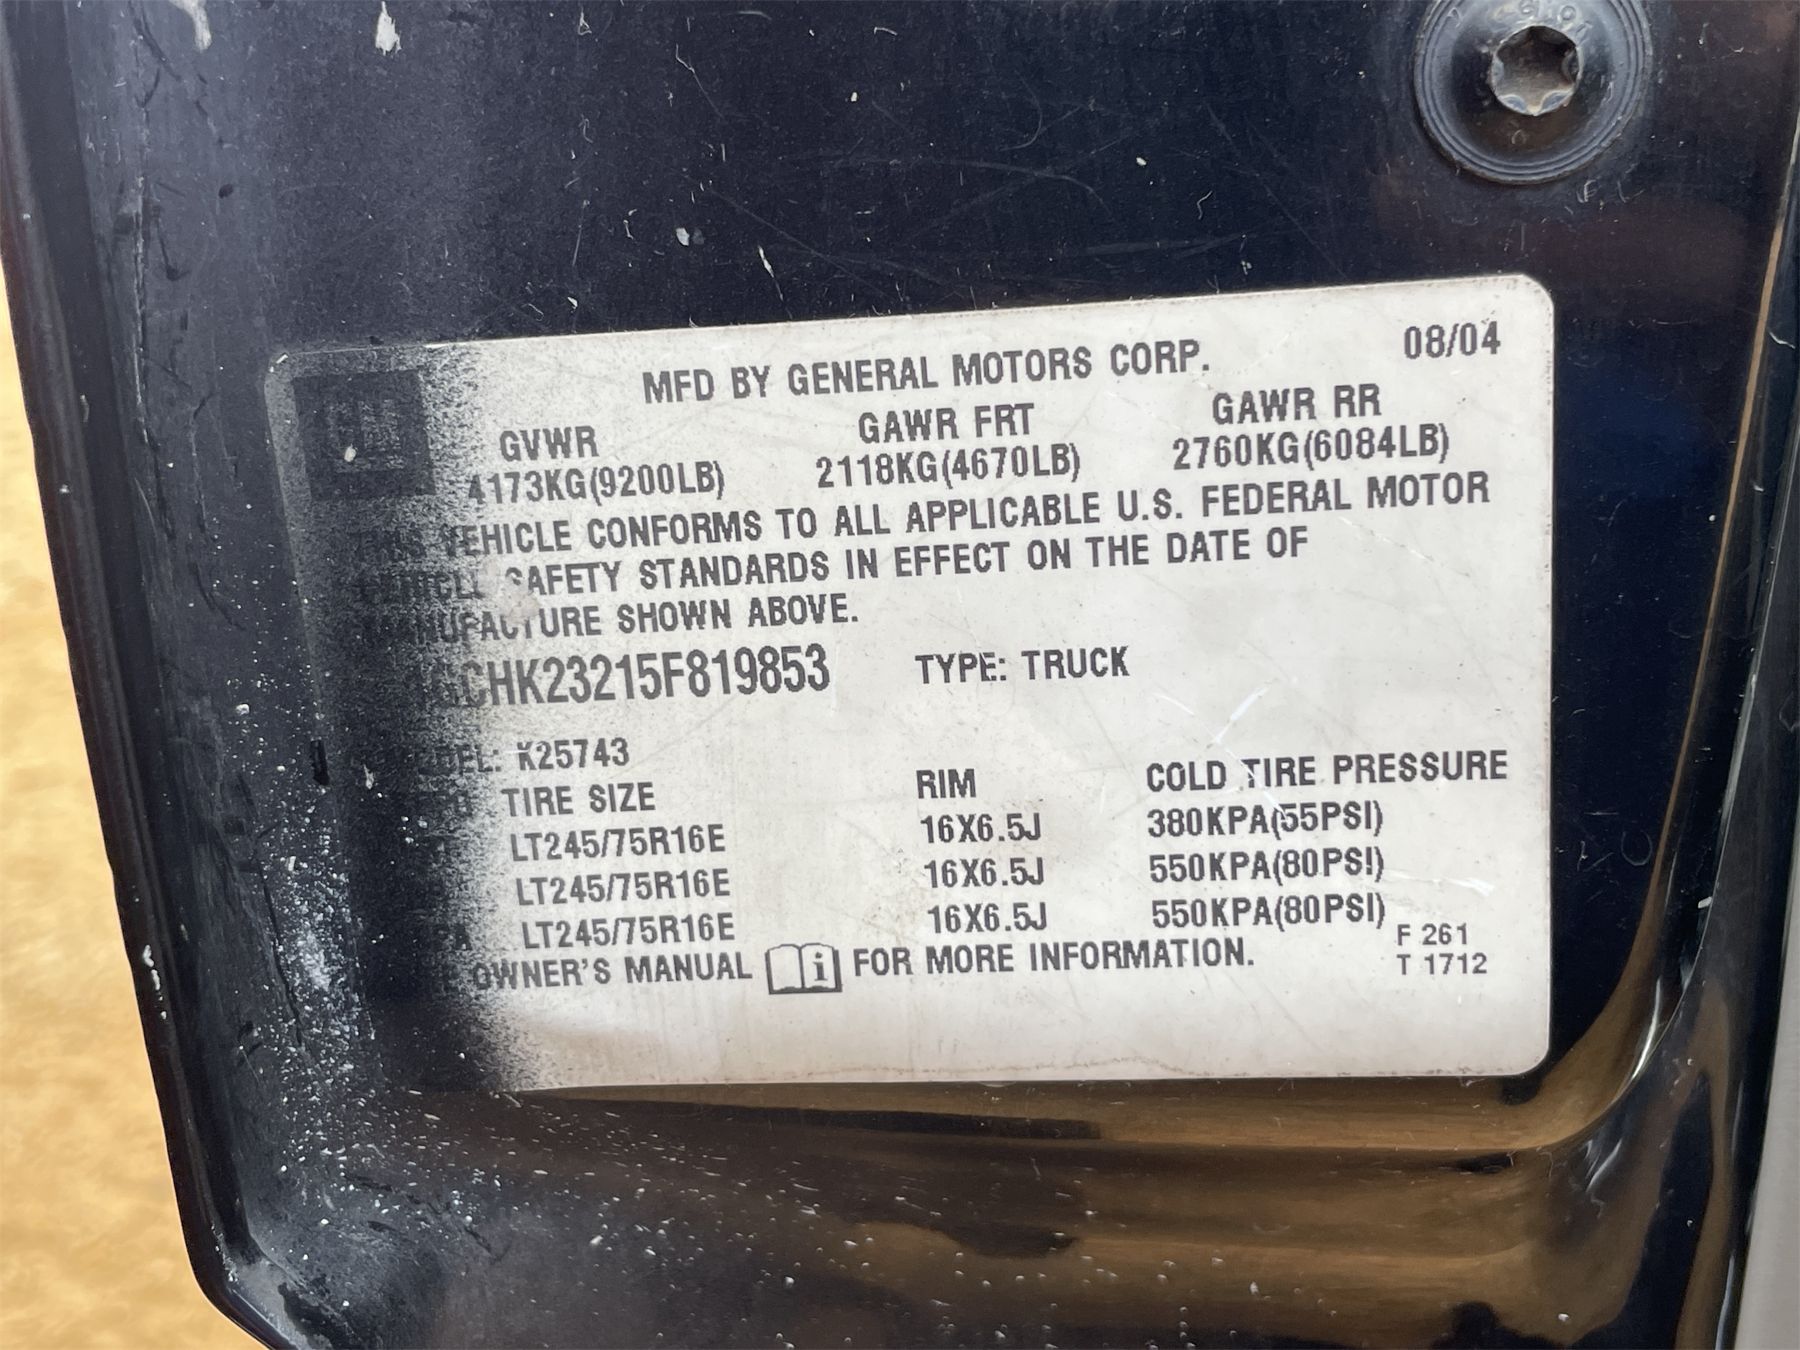 MFD BY GENERAL MOTORS CORP. 08/04
GVWR GAWR FRT GAWR RR
4173KG(9200LB) 2118KG(4670LB) 2760KG(6084LB)
THIS VEHICLE CONFORMS TO ALL APPLICABLE U.S. FEDERAL MOTOR
VEHICLE SAFETY STANDARDS IN EFFECT ON THE DATE OF
MANUFACTURE SHOWN ABOVE.
GCHK23215F819853 TYPE: TRUCK
MODEL: K25743
TIRE SIZE RIM COLD TIRE PRESSURE
LT245/75R16E 16X6.5J 380KPA(55PSI)
LT245/75R16E 16X6.5J 550KPA(80PSI)
LT245/75R16E 16X6.5J 550KPA(80PSI)
OWNER'S MANUAL i FOR MORE INFORMATION.
F 261
T 1712